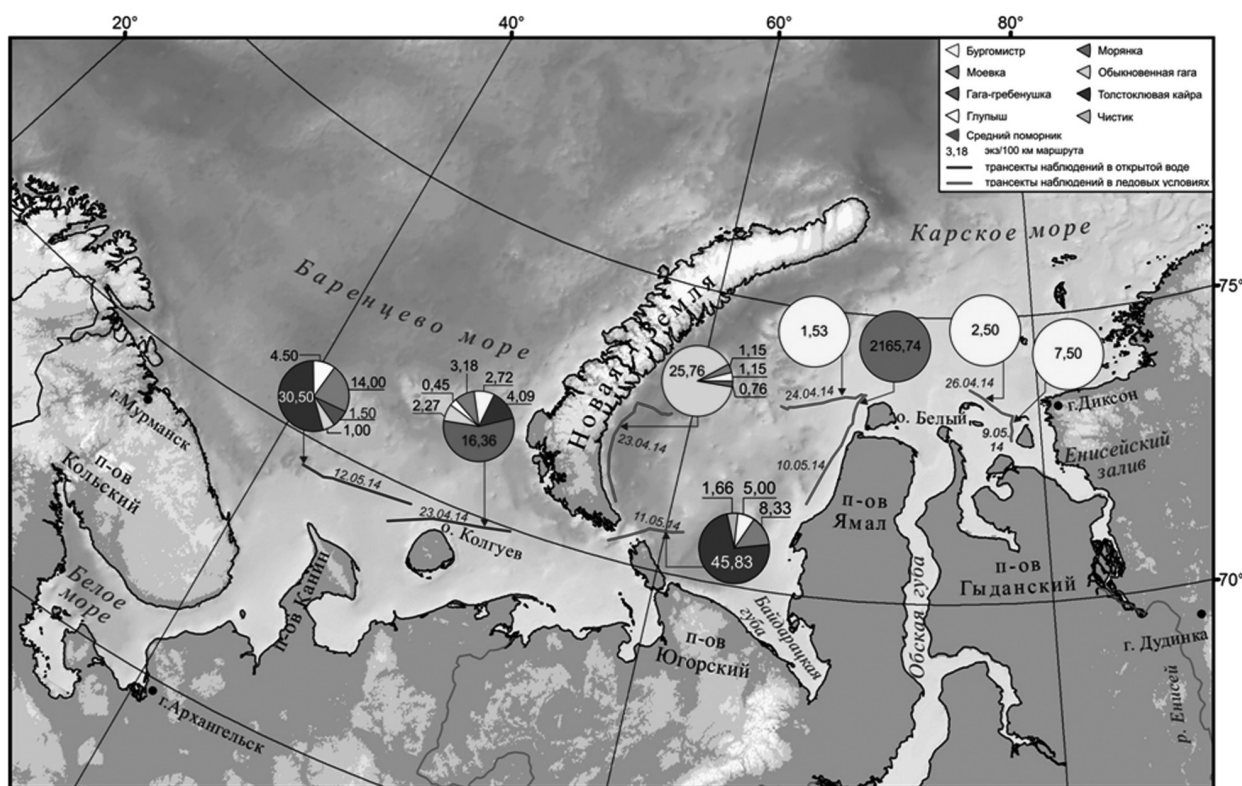 20°
40°
60°
80°
Бургомистр
Моевка
Гага-гребенушка
Глупыш
Средний поморник
Морянка
Обыкновенная гага
Толстоклювая кайра
Чистик
3,18 экз/100 км маршрута
трансекты наблюдений в открытой воде
трансекты наблюдений в ледовых условиях
Карское море
75°
Баренцево море
Новая Земля
4.50
30,50
14,00
1,50
1,00
12.05.14
0,45
3,18
2,72
2,27
4,09
16,36
23.04.14
25,76
1,15
1,15
0,76
23.04.14
1,53
24.04.14
2165,74
10.05.14
2,50
26.04.14
7,50
9.05.
14
1,66
5,00
8,33
45,83
11.05.14
г.Мурманск
п-ов
Кольский
о. Колгуев
п-ов Канин
Белое
море
г.Архангельск
о. Белый
г.Диксон
Енисейский
залив
п-ов
Ямал
п-ов
Гыданский
70°
Байдарацкая
губа
Обская губа
п-ов
Югорский
г. Дудинка
р. Енисей